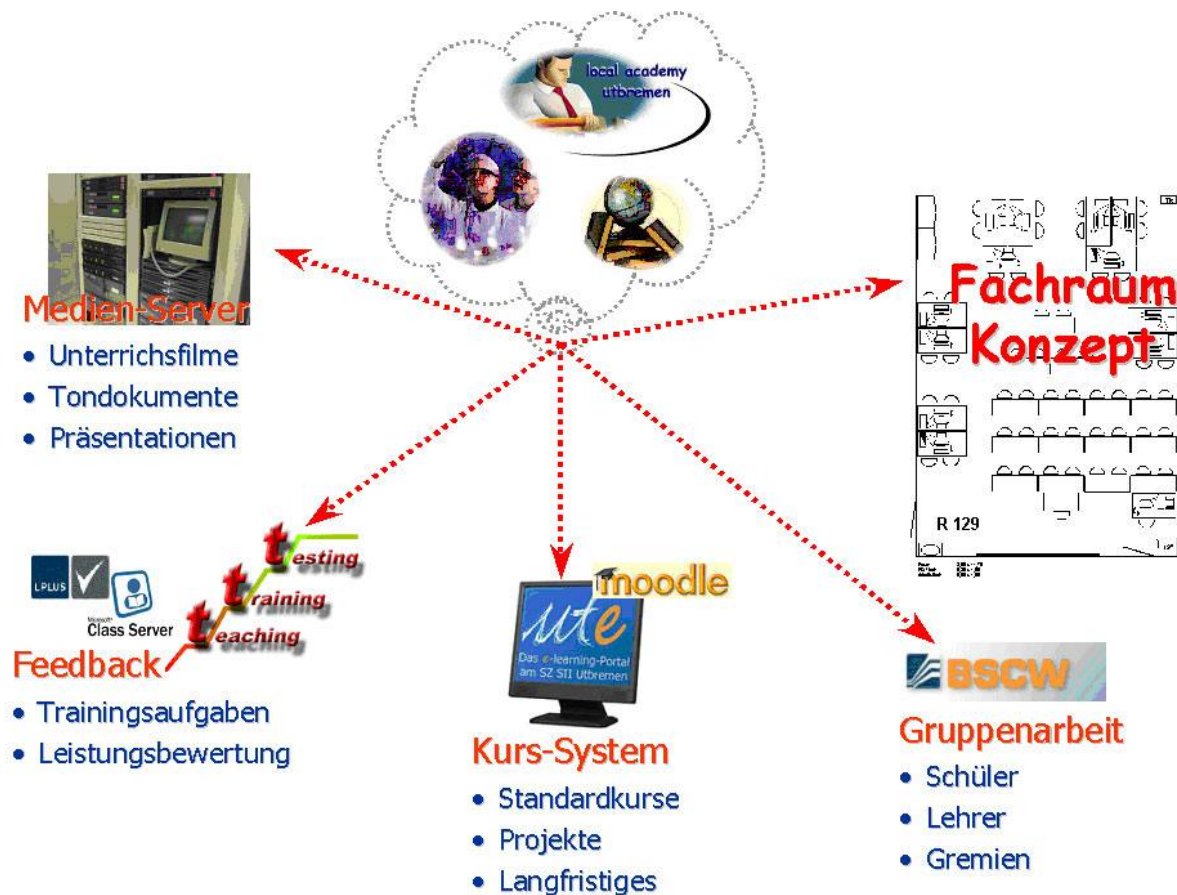 local academy
utbremen
Medien-Server
• Unterrichsfilme
• Tondokumente
• Präsentationen
Fachraum
Konzept
R 129
LPLUS
Microsoft
Class Server
testing
training
teaching
Feedback
• Trainingsaufgaben
• Leistungsbewertung
moodle
ute
Das e-learning-Portal
am SZ SII Utbremen
Kurs-System
• Standardkurse
• Projekte
• Langfristiges
BSCW
Gruppenarbeit
• Schüler
• Lehrer
• Gremien